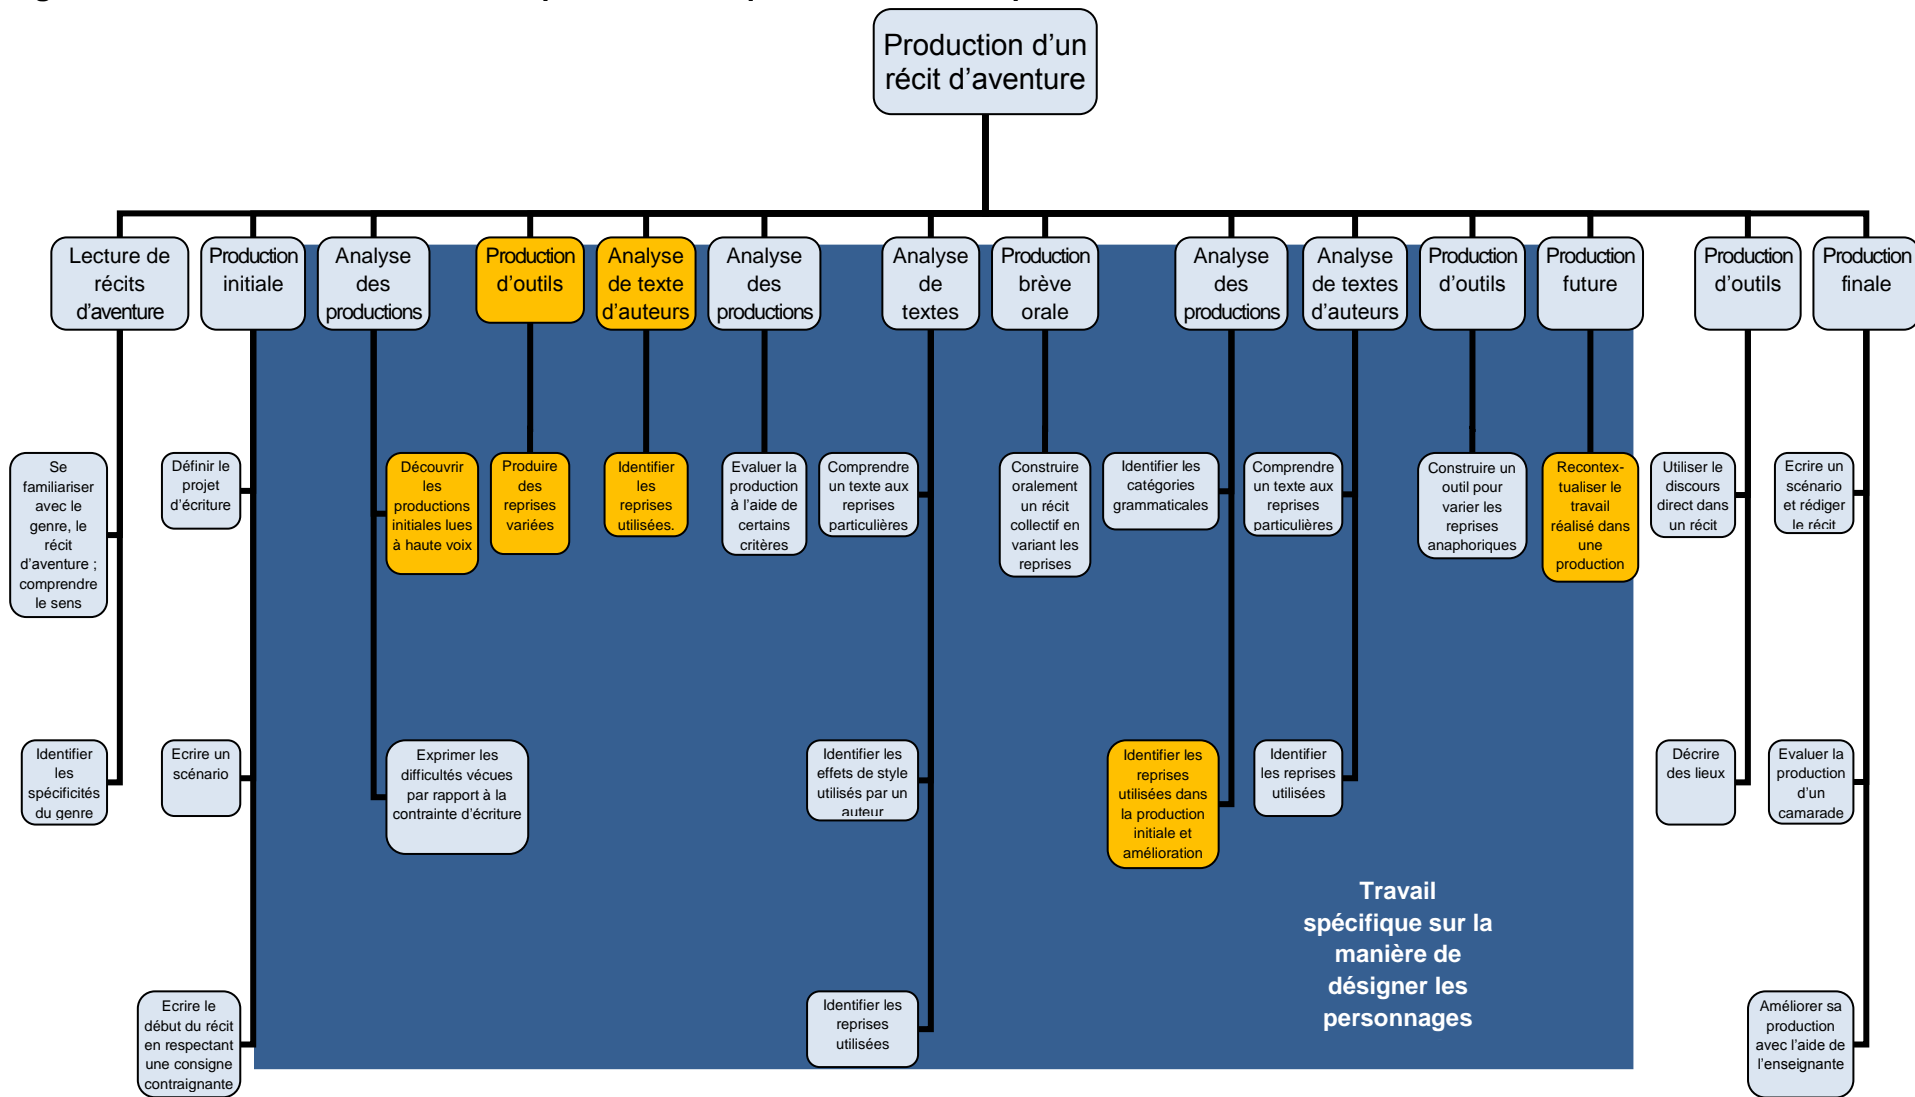 Production d’un
récit d’aventure
Lecture de
récits
d’aventure
Production
initiale
Analyse
des
productions
Production
d’outils
Analyse
de texte
d’auteurs
Analyse
des
productions
Analyse
de
textes
Production
brève
orale
Analyse
des
productions
Analyse
de textes
d’auteurs
Production
d’outils
Production
future
Production
d’outils
Production
finale
Se
familiariser
avec le
genre, le
récit
d’aventure ;
comprendre
le sens
Définir le
projet
d’écriture
Découvrir
les
productions
initiales lues
à haute voix
Produire
des
reprises
variées
Identifier
les
reprises
utilisées.
Evaluer la
production
à l’aide de
certains
critères
Comprendre
un texte aux
reprises
particulières
Construire
oralement
un récit
collectif en
variant les
reprises
Identifier les
catégories
grammaticales
Comprendre
un texte aux
reprises
particulières
Construire un
outil pour
varier les
reprises
anaphoriques
Recontex-
tualiser le
travail
réalisé dans
une
production
Utiliser le
discours
direct dans
un récit
Ecrire un
scénario
et rédiger
le récit
Identifier
les
spécificités
du genre
Ecrire un
scénario
Exprimer les
difficultés vécues
par rapport à la
contrainte d’écriture
Identifier les
effets de style
utilisés par un
auteur
Identifier les
reprises
utilisées dans
la production
initiale et
amélioration
Identifier
les reprises
utilisées
Décrire
des lieux
Evaluer la
production
d’un
camarade
Travail
spécifique sur la
manière de
désigner les
personnages
Ecrire le
début du récit
en respectant
une consigne
contraignante
Identifier les
reprises
utilisées
Améliorer sa
production
avec l’aide de
l’enseignante